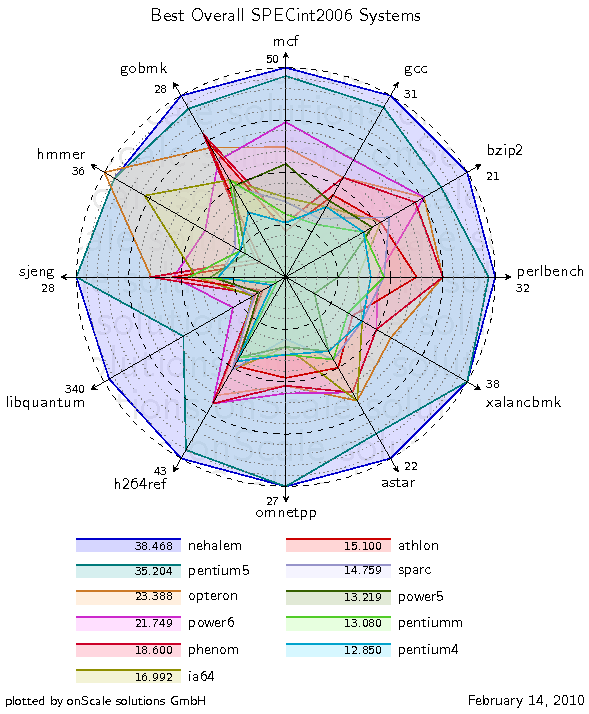 Best Overall SPECint2006 Systems
mcf
50
gobmk
28
gcc
31
hmmer
36
bzip2
21
sjeng
28
perlbench
32
libquantum
340
xalancbmk
38
h264ref
43
astar
22
omnetpp
27
38.468 nehalem
15.100 athlon
35.204 pentium5
14.759 sparc
23.388 opteron
13.219 power5
21.749 power6
13.080 pentiumm
18.600 phenom
12.850 pentium4
16.992 ia64
plotted by onScale solutions GmbH
February 14, 2010